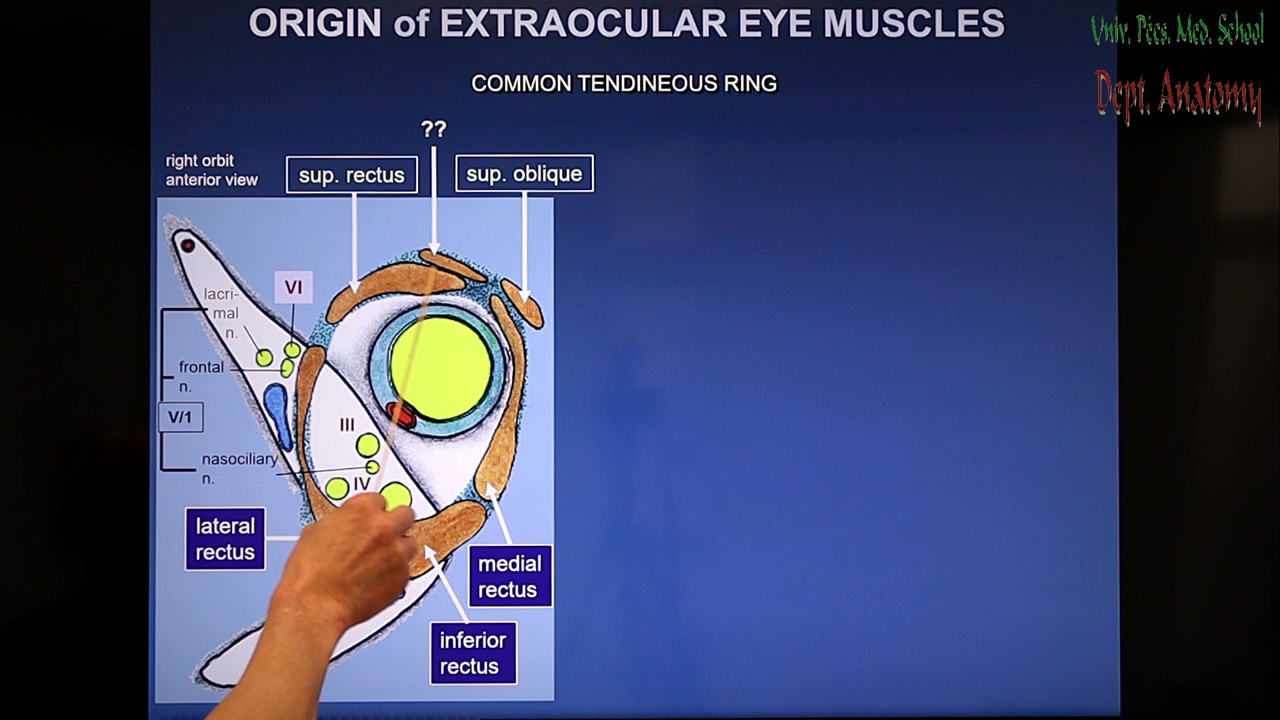 ORIGIN of EXTRAOCULAR EYE MUSCLES
Univ. Pécs. Med. School
Dept. Anatomy
COMMON TENDINEOUS RING
??
right orbit
anterior view
sup. rectus
sup. oblique
VI
lacri-
mal
n.
frontal
n.
V/1
III
nasociliary
n.
IV
lateral
rectus
medial
rectus
inferior
rectus